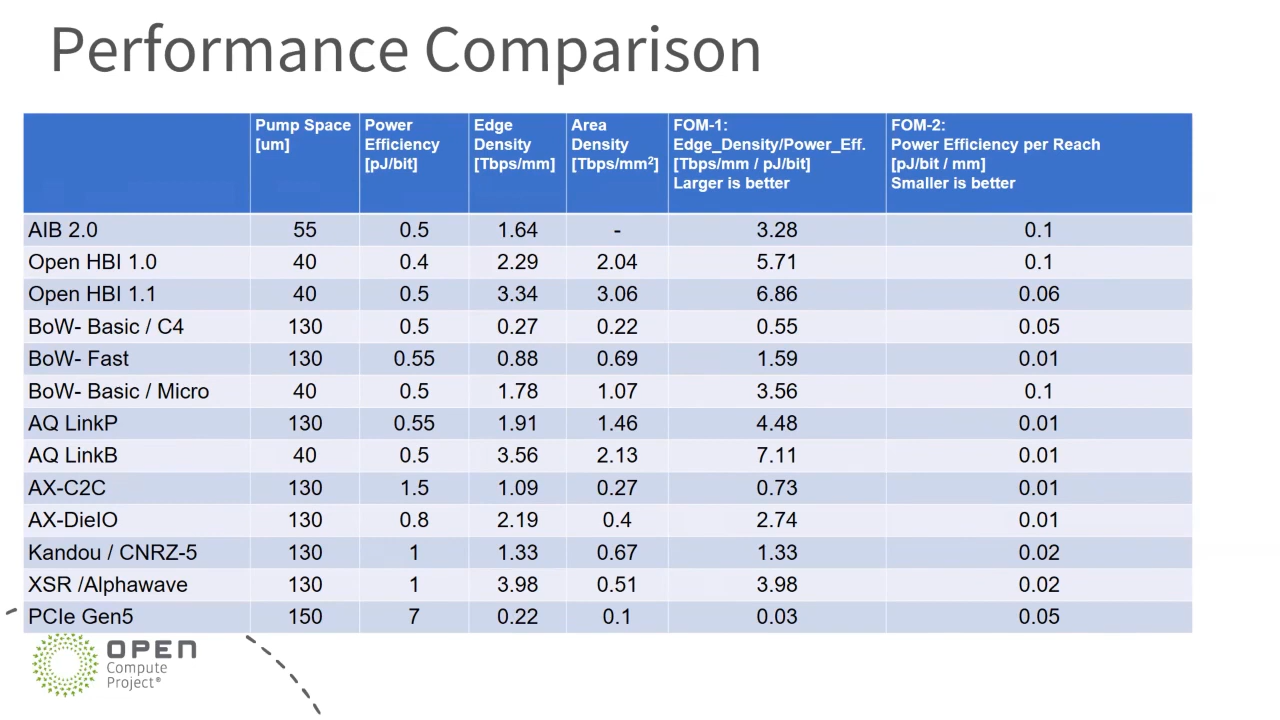 Performance Comparison
Pump Space [um] Power Efficiency [pJ/bit] Edge Density [Tbps/mm] Area Density [Tbps/mm²] FOM-1: Edge_Density/Power_Eff. [Tbps/mm / pJ/bit] Larger is better FOM-2: Power Efficiency per Reach [pJ/bit / mm] Smaller is better
AIB 2.0 55 0.5 1.64 - 3.28 0.1
Open HBI 1.0 40 0.4 2.29 2.04 5.71 0.1
Open HBI 1.1 40 0.5 3.34 3.06 6.86 0.06
BoW- Basic / C4 130 0.5 0.27 0.22 0.55 0.05
BoW- Fast 130 0.55 0.88 0.69 1.59 0.01
BoW- Basic / Micro 40 0.5 1.78 1.07 3.56 0.1
AQ LinkP 130 0.55 1.91 1.46 4.48 0.01
AQ LinkB 40 0.5 3.56 2.13 7.11 0.01
AX-C2C 130 1.5 1.09 0.27 0.73 0.01
AX-DieIO 130 0.8 2.19 0.4 2.74 0.01
Kandou / CNRZ-5 130 1 1.33 0.67 1.33 0.02
XSR /Alphawave 130 1 3.98 0.51 3.98 0.02
PCIe Gen5 150 7 0.22 0.1 0.03 0.05
OPEN
Compute
Project®